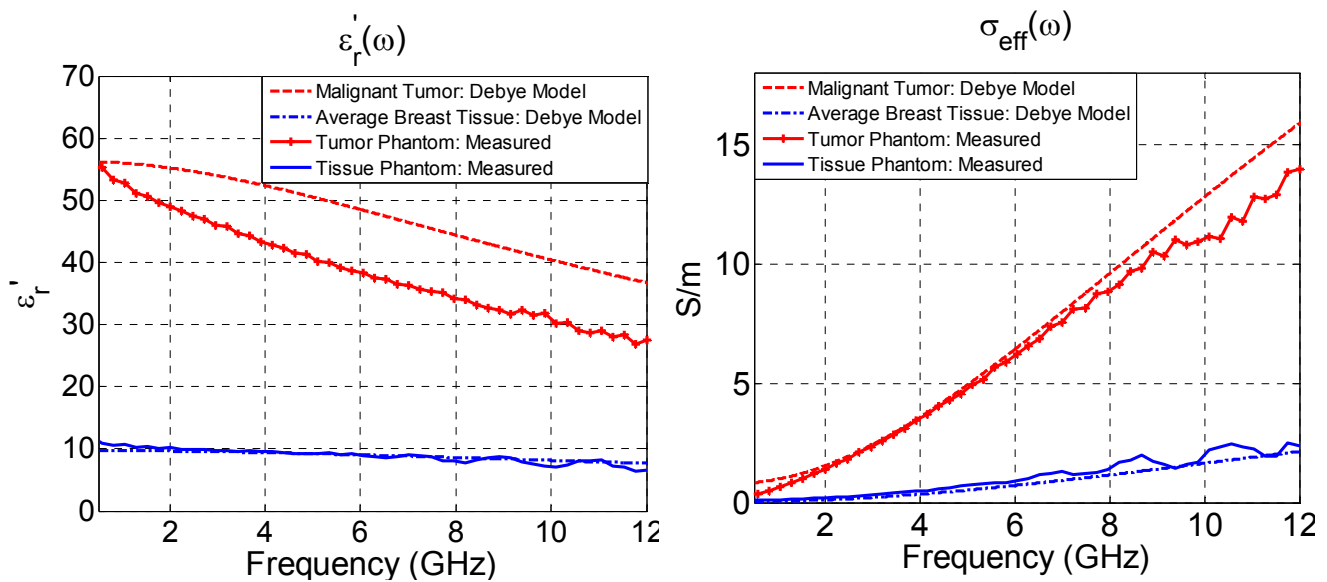 εr'(ω)
70
60
50
40
30
20
10
0
εr'
Malignant Tumor: Debye Model
Average Breast Tissue: Debye Model
Tumor Phantom: Measured
Tissue Phantom: Measured
2 4 6 8 10 12
Frequency (GHz)
σeff(ω)
15
10
5
0
S/m
Malignant Tumor: Debye Model
Average Breast Tissue: Debye Model
Tumor Phantom: Measured
Tissue Phantom: Measured
2 4 6 8 10 12
Frequency (GHz)